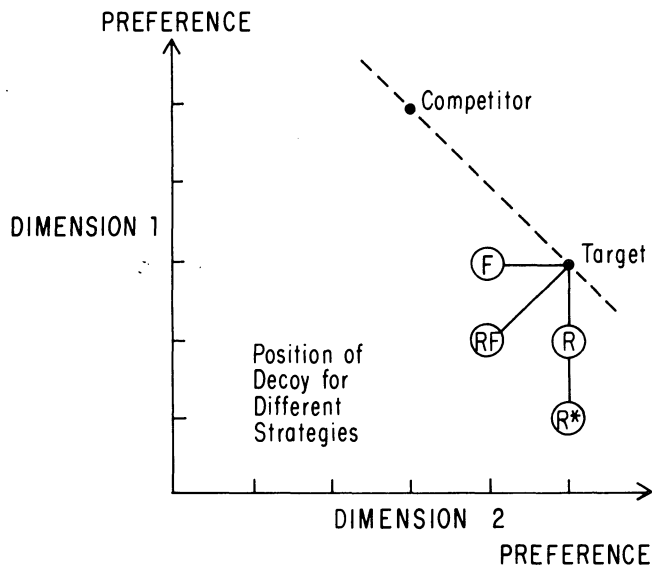 PREFERENCE
Competitor
DIMENSION 1
Target
F
RF
R
Position of
Decoy for
Different
Strategies
R*
DIMENSION 2
PREFERENCE